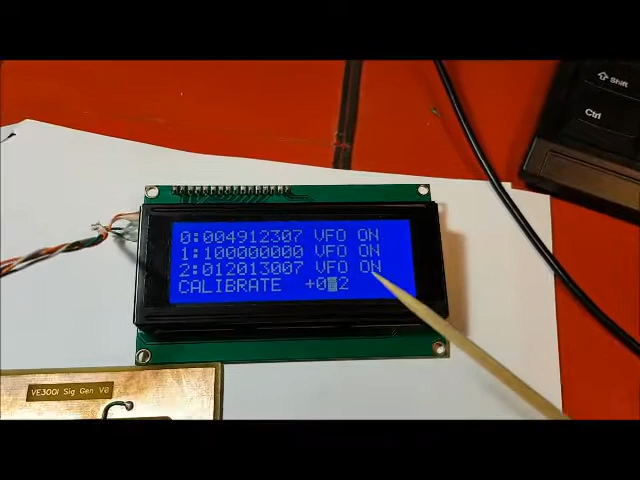 Shift
Ctrl
0:004912307 VFO ON
1:100000000 VFO ON
2:012013007 VFO ON
CALIBRATE +0 2
VE3OOI Sig Gen V8